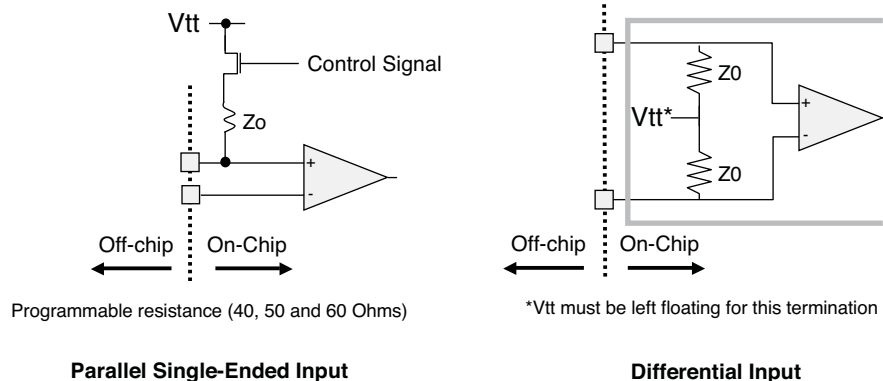 Vtt
Control Signal
Zo
+
-
Off-chip On-Chip
Programmable resistance (40, 50 and 60 Ohms)
Parallel Single-Ended Input
Z0
Vtt*
Z0
+
-
Off-chip On-Chip
*Vtt must be left floating for this termination
Differential Input